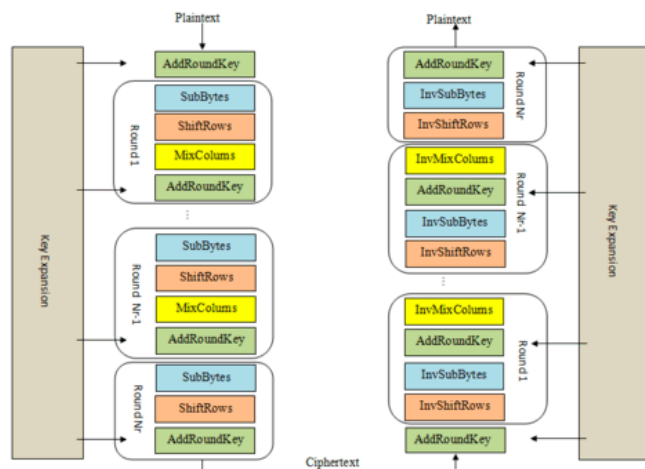 Plaintext
AddRoundKey
SubBytes
ShiftRows
MixColums
AddRoundKey
Round 1
...
SubBytes
ShiftRows
MixColums
AddRoundKey
Round Nr-1
SubBytes
ShiftRows
AddRoundKey
RoundNr
Key Expansion
Ciphertext
Plaintext
AddRoundKey
InvSubBytes
InvShiftRows
Round Nr
InvMixColums
AddRoundKey
InvSubBytes
InvShiftRows
Round Nr-1
...
InvMixColums
AddRoundKey
InvSubBytes
InvShiftRows
Round 1
AddRoundKey
Key Expansion